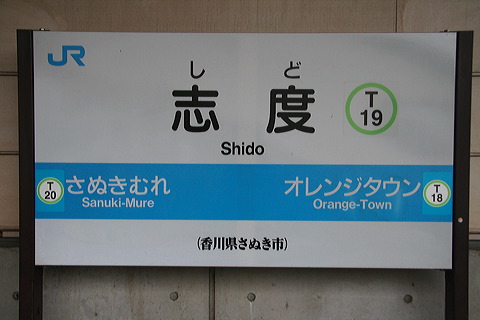 JR
しど
志度
T
19
Shido
T
20
さぬきむれ
Sanuki-Mure
オレンジタウン
Orange-Town
T
18
(香川県さぬき市)